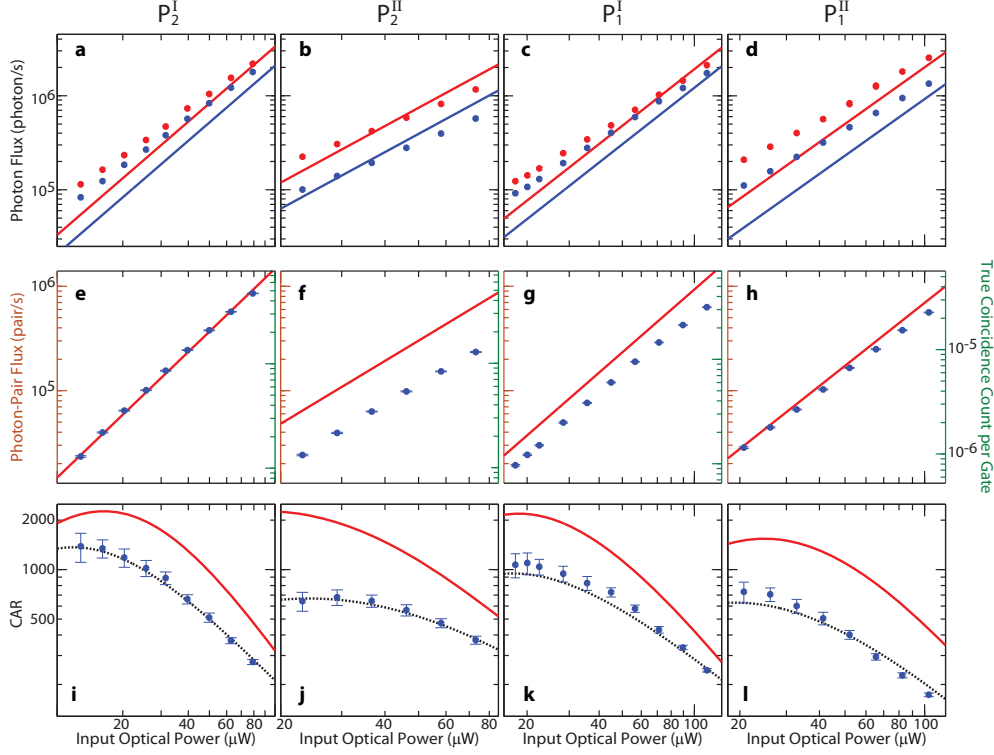 P₂ᴵ P₂ᴵᴵ P₁ᴵ P₁ᴵᴵ
a b c d
Photon Flux (photon/s)
10⁶
10⁵
e f g h
Photon-Pair Flux (pair/s)
10⁶
10⁵
True Coincidence Count per Gate
10⁻⁵
10⁻⁶
CAR
2000
1000
500
i j k l
20 40 60 80 20 40 60 80 20 40 60 100 20 40 60 80 100
Input Optical Power (μW) Input Optical Power (μW) Input Optical Power (μW) Input Optical Power (μW)